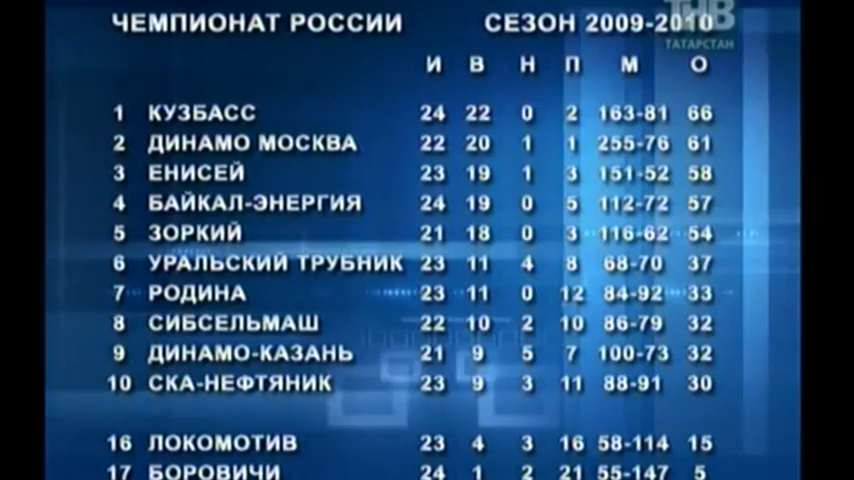 ЧЕМПИОНАТ РОССИИ СЕЗОН 2009-2010
ТНВ
ТАТАРСТАН
И В Н П М О
1 КУЗБАСС 24 22 0 2 163-81 66
2 ДИНАМО МОСКВА 22 20 1 1 255-76 61
3 ЕНИСЕЙ 23 19 1 3 151-52 58
4 БАЙКАЛ-ЭНЕРГИЯ 24 19 0 5 112-72 57
5 ЗОРКИЙ 21 18 0 3 116-62 54
6 УРАЛЬСКИЙ ТРУБНИК 23 11 4 8 68-70 37
7 РОДИНА 23 11 0 12 84-92 33
8 СИБСЕЛЬМАШ 22 10 2 10 86-79 32
9 ДИНАМО-КАЗАНЬ 21 9 5 7 100-73 32
10 СКА-НЕФТЯНИК 23 9 3 11 88-91 30
16 ЛОКОМОТИВ 23 4 3 16 58-114 15
17 БОРОВИЧИ 24 1 2 21 55-147 5